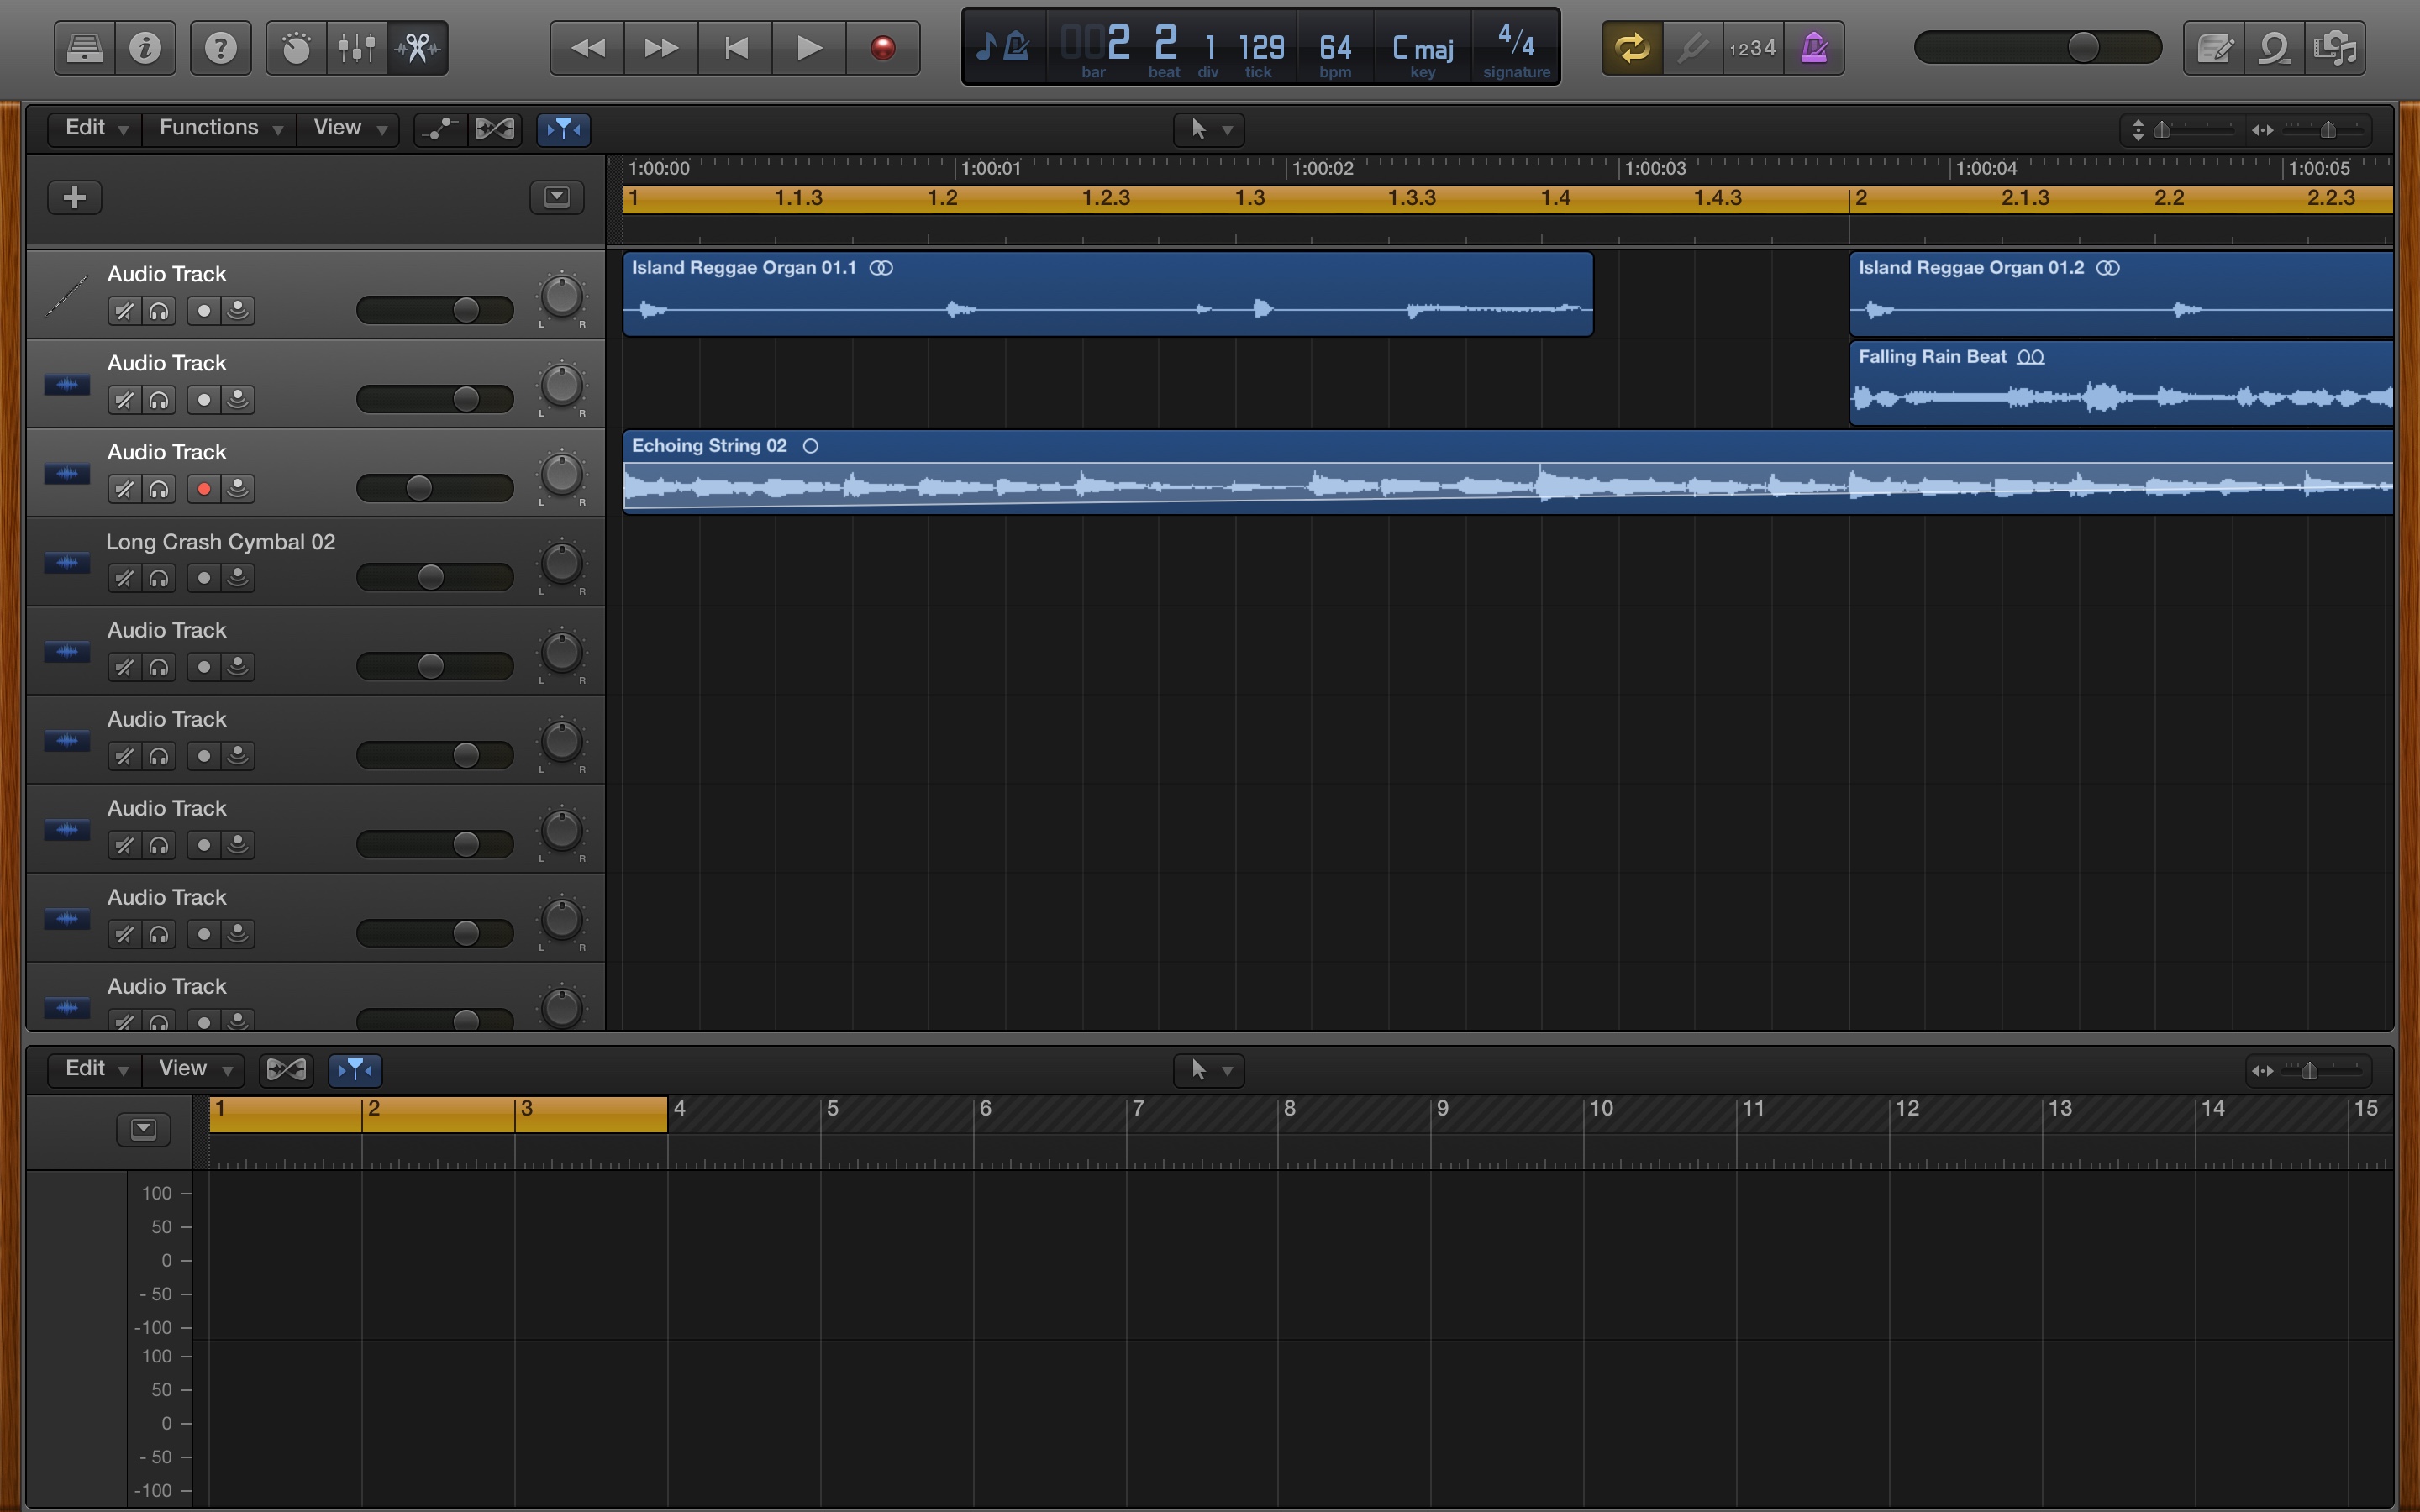 002 2 1 129 64 C maj 4/4
bar beat div tick bpm key signature
1234
Edit Functions View
1:00:00 1:00:01 1:00:02 1:00:03 1:00:04 1:00:05
1 1.1.3 1.2 1.2.3 1.3 1.3.3 1.4 1.4.3 2 2.1.3 2.2 2.2.3
Audio Track
L R
Island Reggae Organ 01.1
Island Reggae Organ 01.2
Audio Track
L R
Falling Rain Beat
Audio Track
L R
Echoing String 02
Long Crash Cymbal 02
L R
Audio Track
L R
Audio Track
L R
Audio Track
L R
Audio Track
L R
Audio Track
Edit View
1 2 3 4 5 6 7 8 9 10 11 12 13 14 15
100
50
0
- 50
-100
100
50
0
- 50
-100